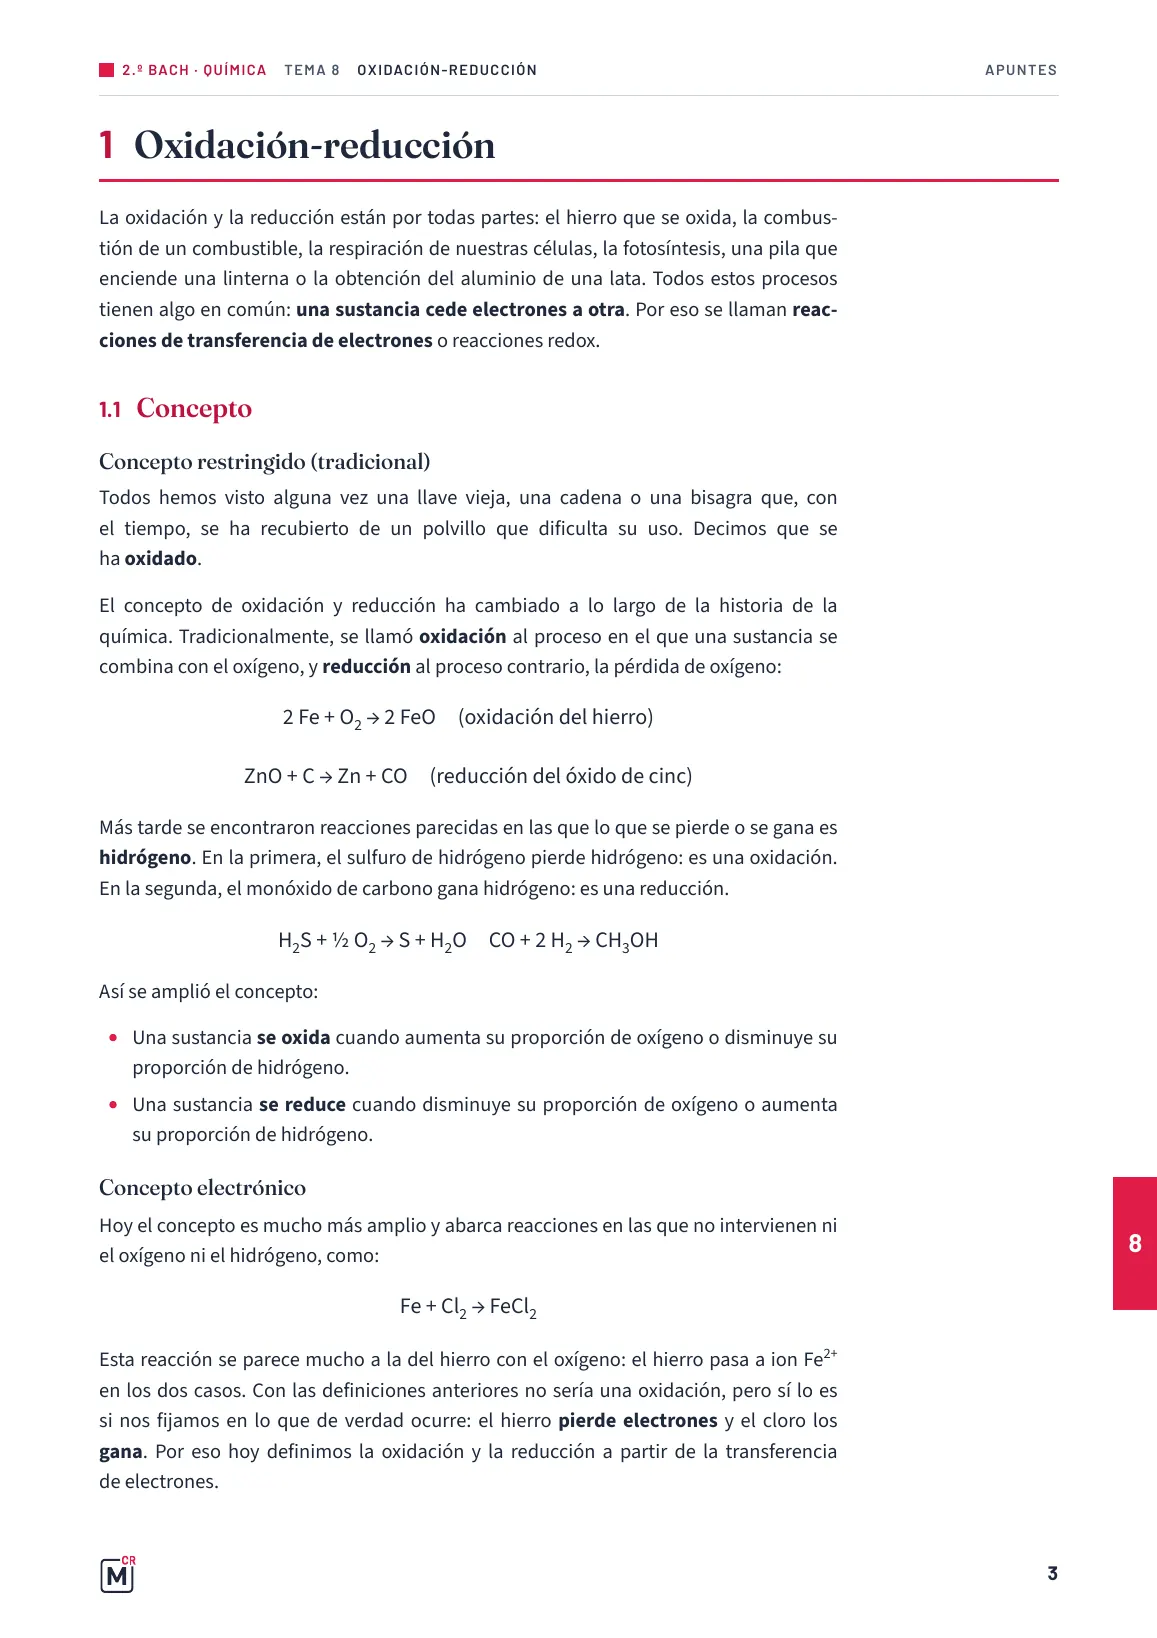 2.º BACH · QUÍMICA TEMA 8 OXIDACIÓN-REDUCCIÓN APUNTES
1 Oxidación-reducción
La oxidación y la reducción están por todas partes: el hierro que se oxida, la combus-
tión de un combustible, la respiración de nuestras células, la fotosíntesis, una pila que
enciende una linterna o la obtención del aluminio de una lata. Todos estos procesos
tienen algo en común: una sustancia cede electrones a otra. Por eso se llaman reac-
ciones de transferencia de electrones o reacciones redox.
1.1 Concepto
Concepto restringido (tradicional)
Todos hemos visto alguna vez una llave vieja, una cadena o una bisagra que, con
el tiempo, se ha recubierto de un polvillo que dificulta su uso. Decimos que se
ha oxidado.
El concepto de oxidación y reducción ha cambiado a lo largo de la historia de la
química. Tradicionalmente, se llamó oxidación al proceso en el que una sustancia se
combina con el oxígeno, y reducción al proceso contrario, la pérdida de oxígeno:
2 Fe + O₂ → 2 FeO (oxidación del hierro)
ZnO + C → Zn + CO (reducción del óxido de cinc)
Más tarde se encontraron reacciones parecidas en las que lo que se pierde o se gana es
hidrógeno. En la primera, el sulfuro de hidrógeno pierde hidrógeno: es una oxidación.
En la segunda, el monóxido de carbono gana hidrógeno: es una reducción.
H₂S + ½ O₂ → S + H₂O CO + 2 H₂ → CH₃OH
Así se amplió el concepto:
• Una sustancia se oxida cuando aumenta su proporción de oxígeno o disminuye su
proporción de hidrógeno.
• Una sustancia se reduce cuando disminuye su proporción de oxígeno o aumenta
su proporción de hidrógeno.
Concepto electrónico
Hoy el concepto es mucho más amplio y abarca reacciones en las que no intervienen ni
el oxígeno ni el hidrógeno, como:
8
Fe + Cl₂ → FeCl₂
Esta reacción se parece mucho a la del hierro con el oxígeno: el hierro pasa a ion Fe²⁺
en los dos casos. Con las definiciones anteriores no sería una oxidación, pero sí lo es
si nos fijamos en lo que de verdad ocurre: el hierro pierde electrones y el cloro los
gana. Por eso hoy definimos la oxidación y la reducción a partir de la transferencia
de electrones.
M CR
3